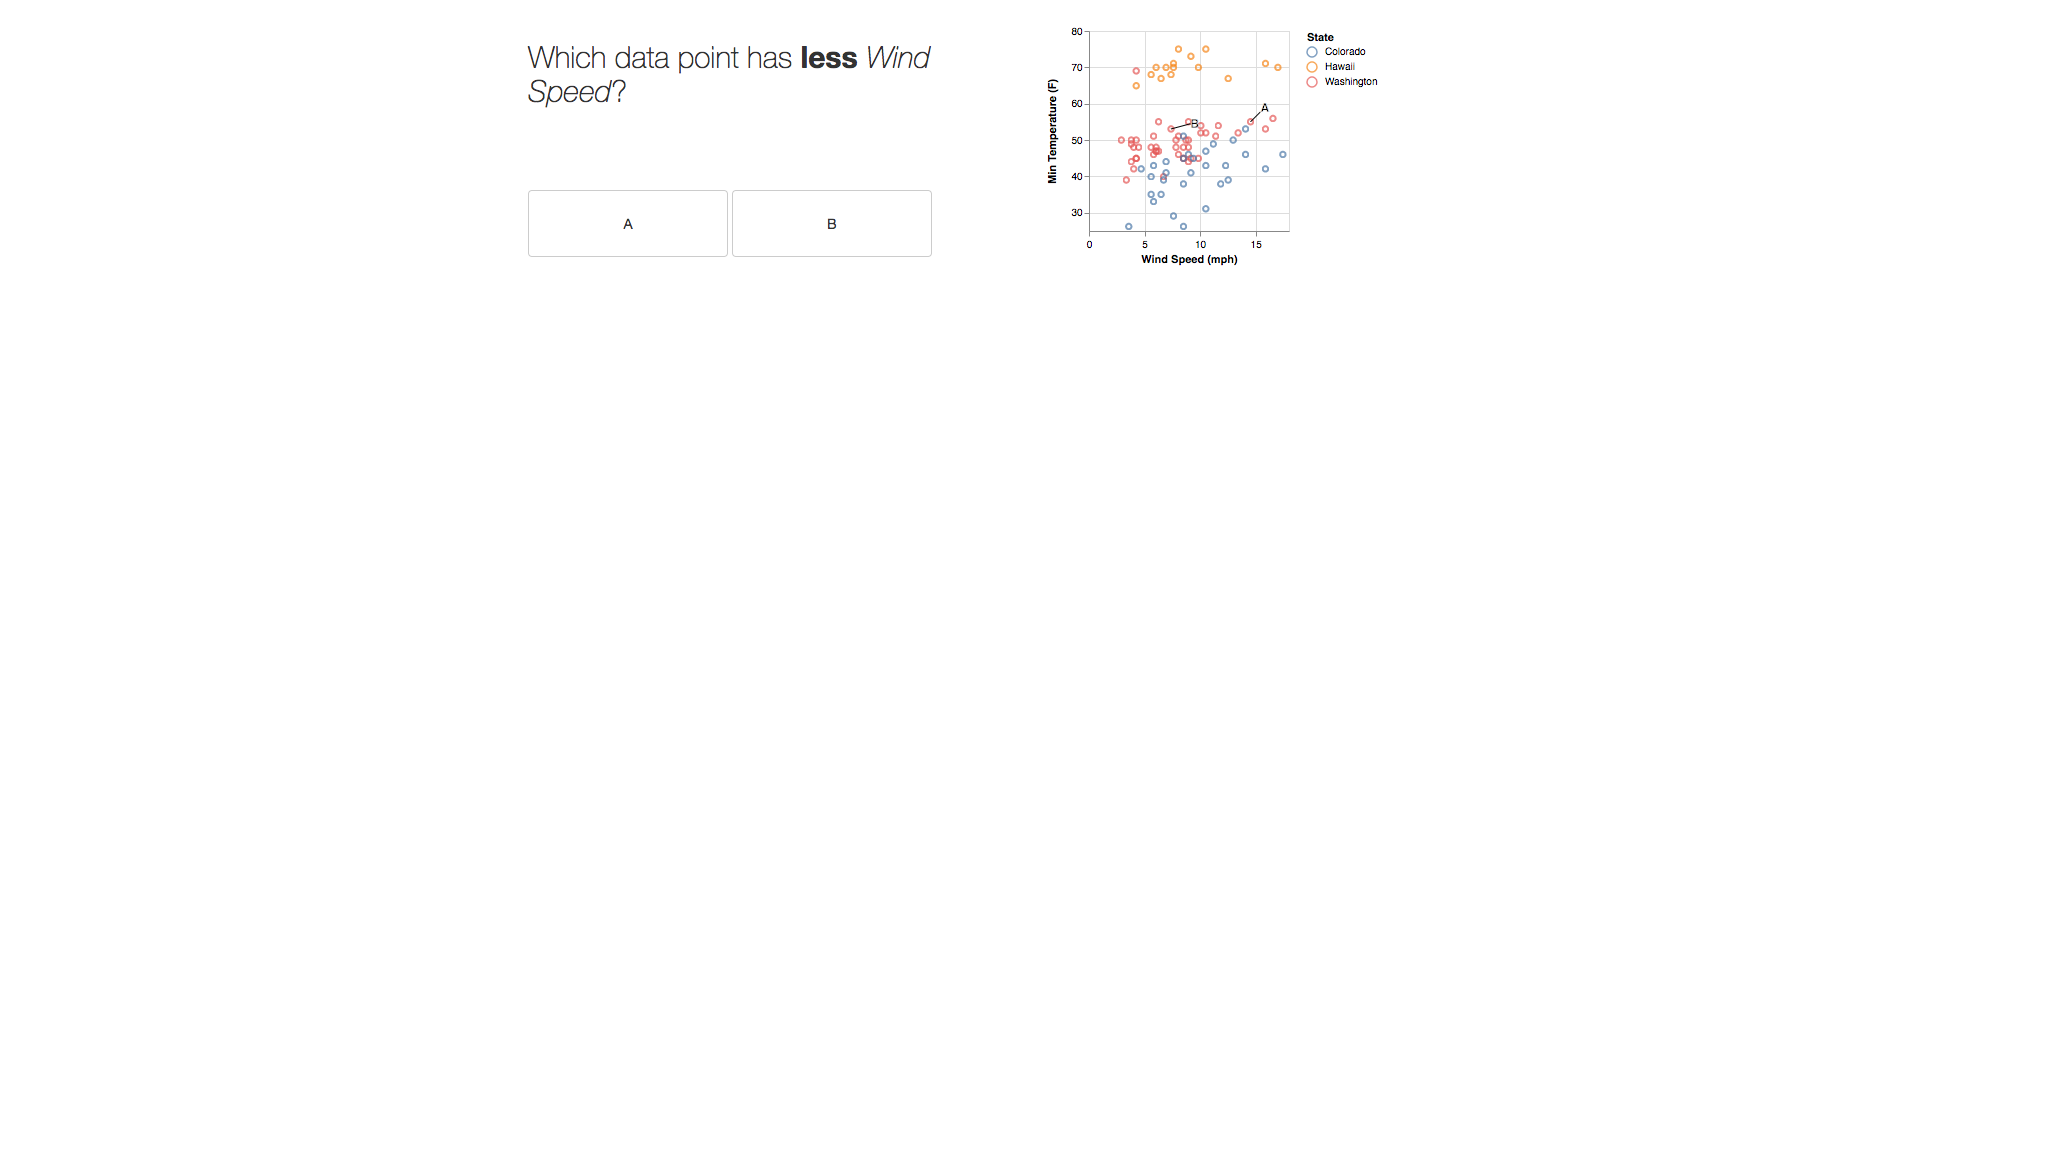 Which data point has less Wind
Speed?
A
B
80
70
60
50
40
30
Min Temperature (F)
A
B
0
5
10
15
Wind Speed (mph)
State
Colorado
Hawaii
Washington